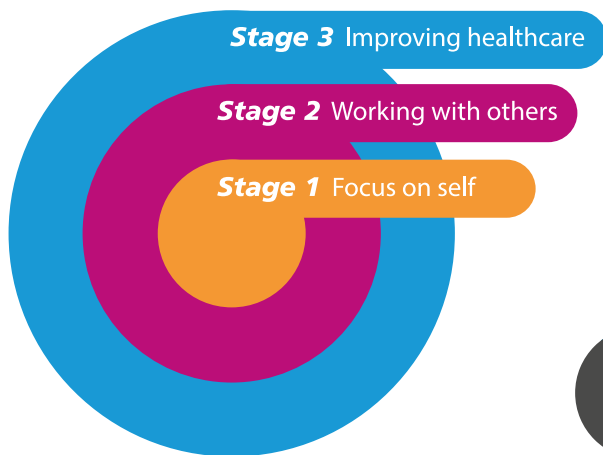 Stage 3 Improving healthcare
Stage 2 Working with others
Stage 1 Focus on self